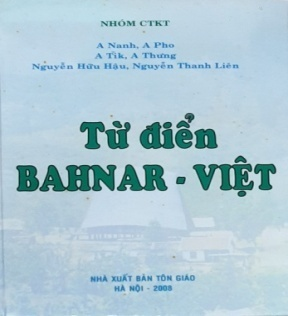 NHÓM CTKT
A Nanh, A Pho
A Tik, A Thưng
Nguyễn Hữu Hậu, Nguyễn Thanh Liên
Từ điển
BAHNAR - VIỆT
NHÀ XUẤT BẢN TÔN GIÁO
HÀ NỘI - 2008